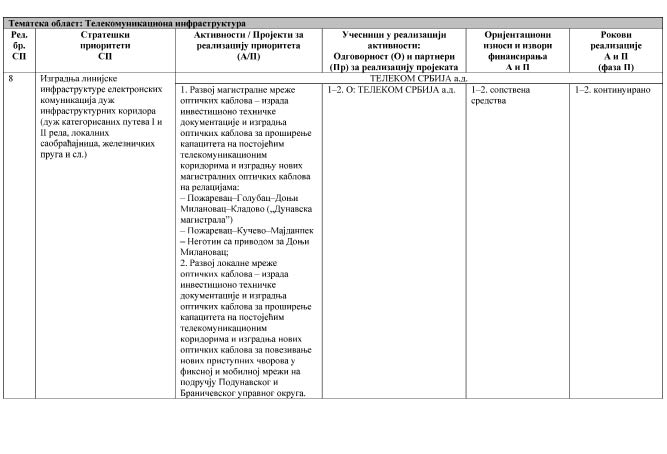 Тематска област: Телекомуникациона инфраструктура
Ред.
бр.
СП
Стратешки
приоритети
СП
Активности / Пројекти за
реализацију приоритета
(А/П)
Учесници у реализацији
активности:
Одговорност (О) и партнери
(Пр) за реализацију пројеката
Оријентациони
износи и извори
финансирања
А и П
Рокови
реализације
А и П
(фаза П)
8
Изградња линијске
инфраструктуре електронских
комуникација дуж
инфраструктурних коридора
(дуж категорисаних путева I и
II реда, локалних
саобраћајница, железничких
пруга и сл.)
ТЕЛЕКОМ СРБИЈА а.д.
1. Развој магистралне мреже
оптичких каблова – израда
инвестиционо техничке
документације и изградња
оптичких каблова за проширење
капацитета на постојећим
телекомуникационим
коридорима и изградњу нових
магистралних оптичких каблова
на релацијама:
– Пожаревац–Голубац–Доњи
Милановац–Кладово („Дунавска
магистрала”)
– Пожаревац–Кучево–Мајданпек
– Неготин са приводом за Доњи
Милановац;
2. Развој локалне мреже
оптичких каблова – израда
инвестиционо техничке
документације и изградња
оптичких каблова за проширење
капацитета на постојећим
телекомуникационим
коридорима и изградња нових
оптичких каблова за повезивање
нових приступних чворова у
фиксној и мобилној мрежи на
подручју Подунавског и
Браничевског управног округа.
1–2. О: ТЕЛЕКОМ СРБИЈА а.д.
1–2. сопствена
средства
1–2. континуирано